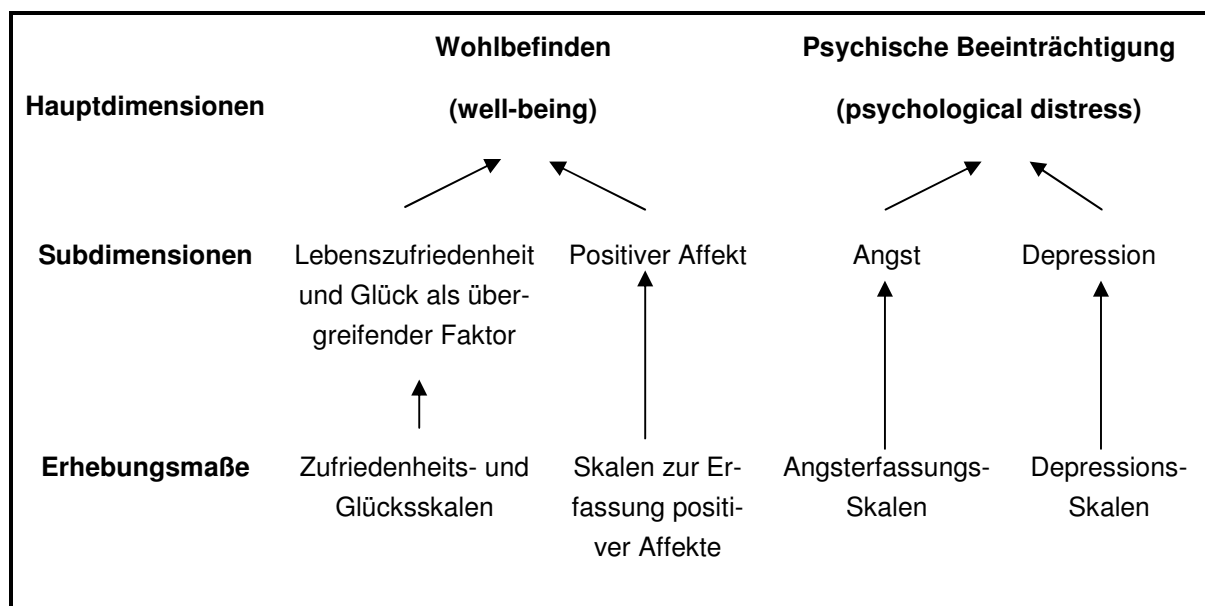 Wohlbefinden Psychische Beeinträchtigung
Hauptdimensionen (well-being) (psychological distress)
Subdimensionen Lebenszufriedenheit Positiver Affekt Angst Depression
und Glück als über-
greifender Faktor
Erhebungsmaße Zufriedenheits- und Skalen zur Er- Angsterfassungs- Depressions-
Glücksskalen fassung positi- Skalen Skalen
ver Affekte